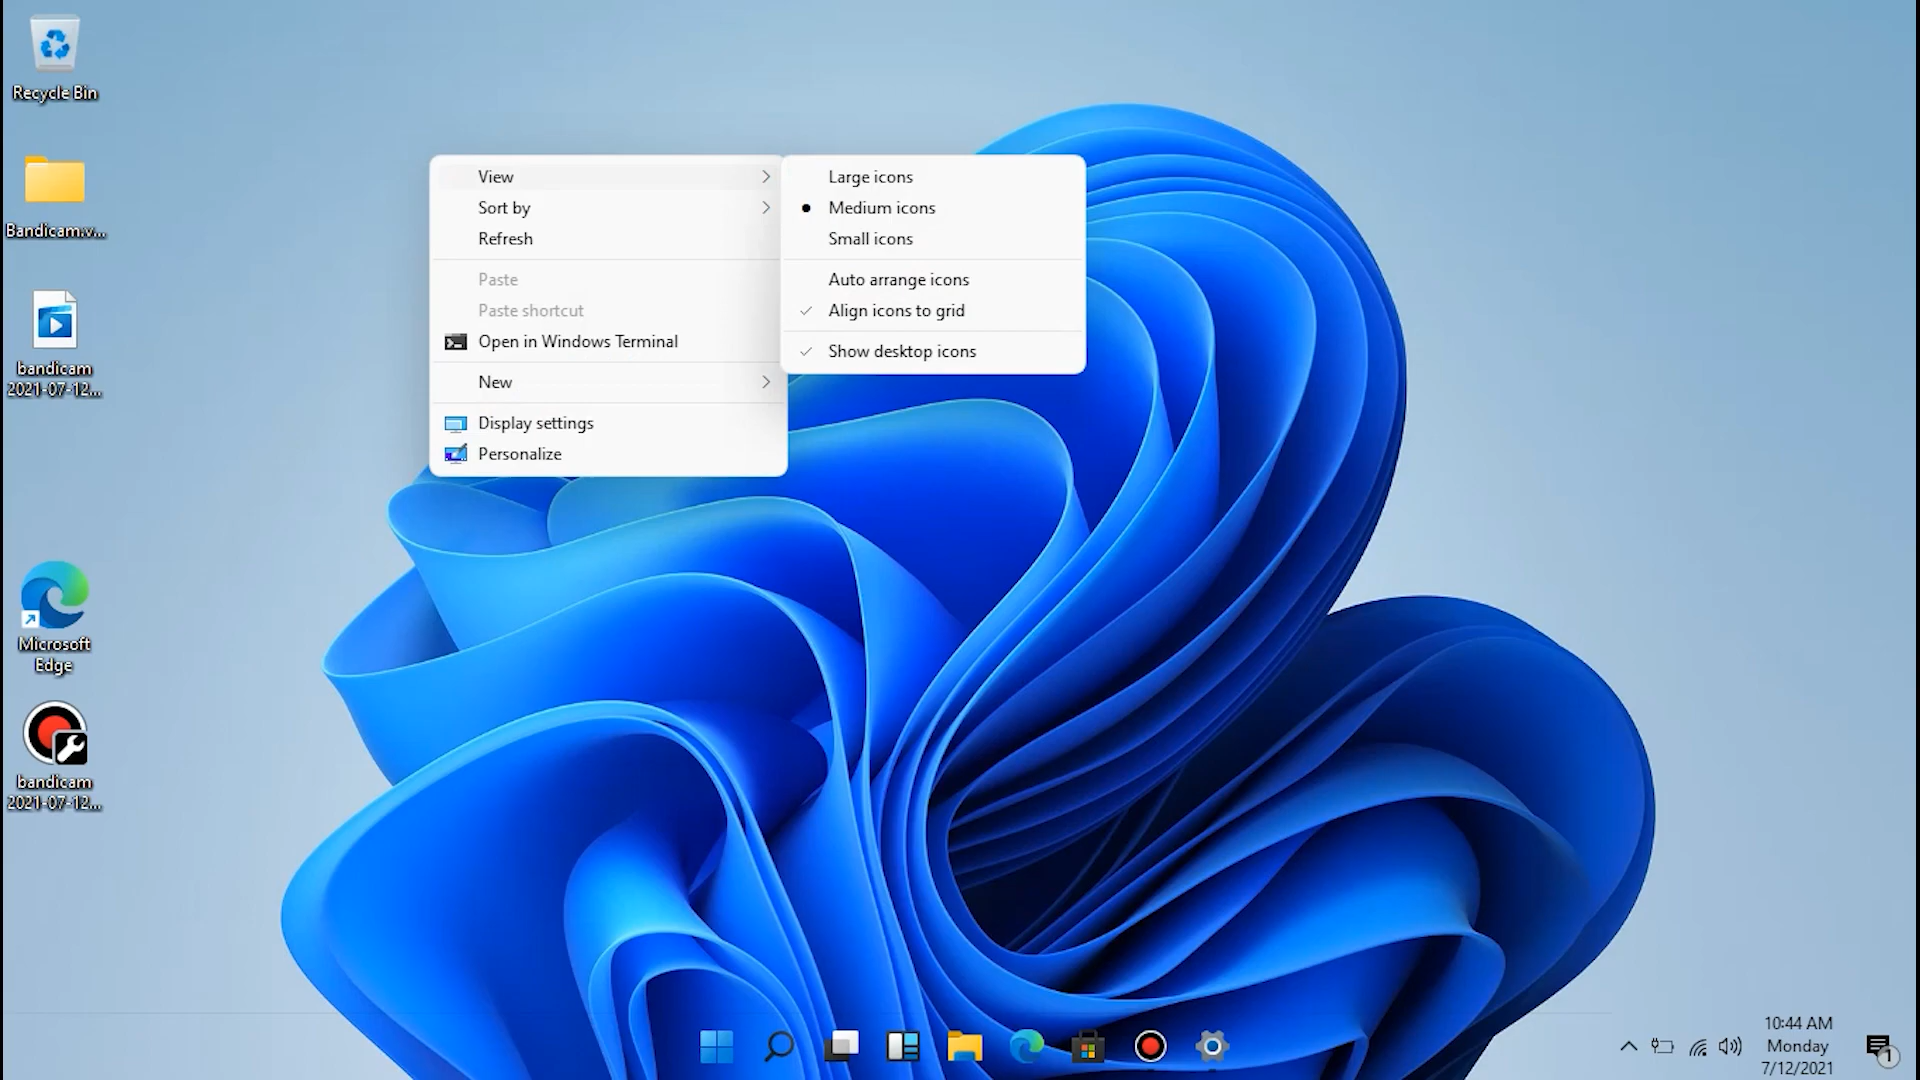 Recycle Bin
Bandicam.v...
bandicam
2021-07-12...
Microsoft
Edge
bandicam
2021-07-12...
View
Sort by
Refresh
Paste
Paste shortcut
Open in Windows Terminal
New
Display settings
Personalize
Large icons
Medium icons
Small icons
Auto arrange icons
Align icons to grid
Show desktop icons
10:44 AM
Monday
7/12/2021
1